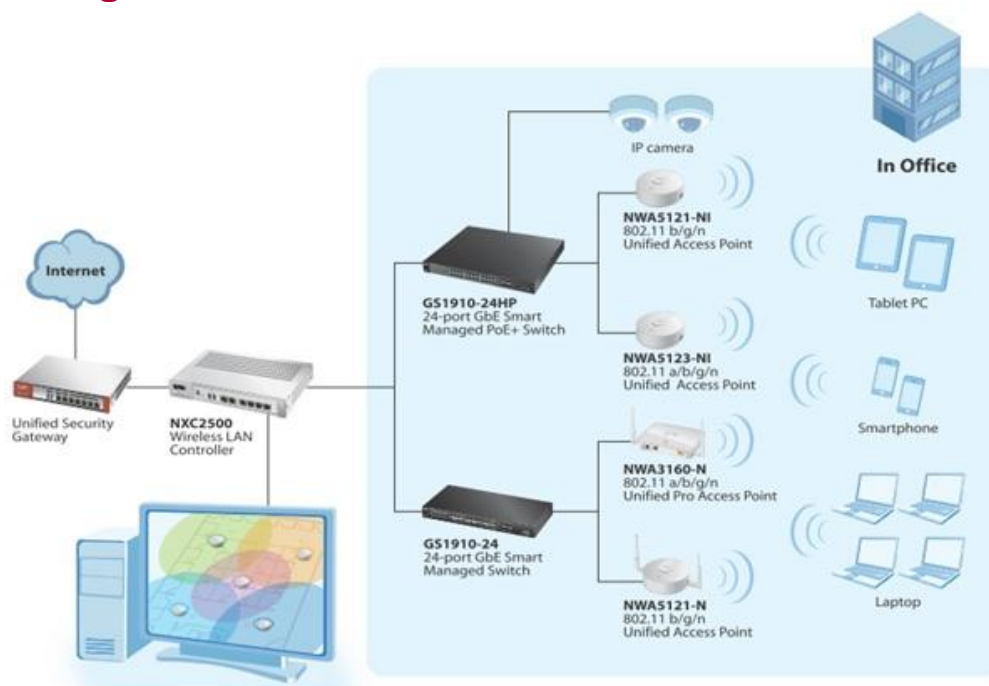 In Office
IP camera
NWA5121-NI
802.11 b/g/n
Unified Access Point
Internet
GS1910-24HP
24-port GbE Smart
Managed PoE+ Switch
Tablet PC
NWA5123-NI
802.11 a/b/g/n
Unified Access Point
Unified Security
Gateway
NXC2500
Wireless LAN
Controller
Smartphone
NWA3160-N
802.11 a/b/g/n
Unified Pro Access Point
GS1910-24
24-port GbE Smart
Managed Switch
Laptop
NWA5121-N
802.11 b/g/n
Unified Access Point